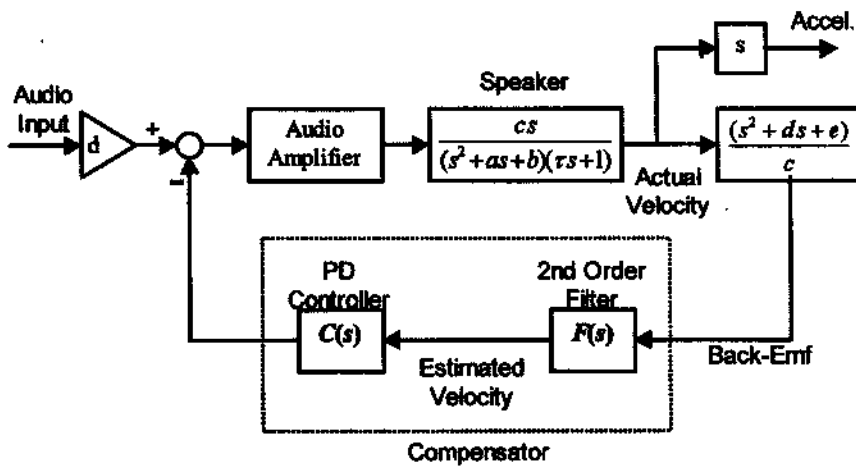 Accel.
s
Speaker
Audio
Input
d
+
Audio
Amplifier
cs
(s² + as + b)(τs + 1)
(s² + ds + e)
c
Actual
Velocity
−
PD
Controller
C(s)
2nd Order
Filter
F(s)
Back-Emf
Estimated
Velocity
Compensator